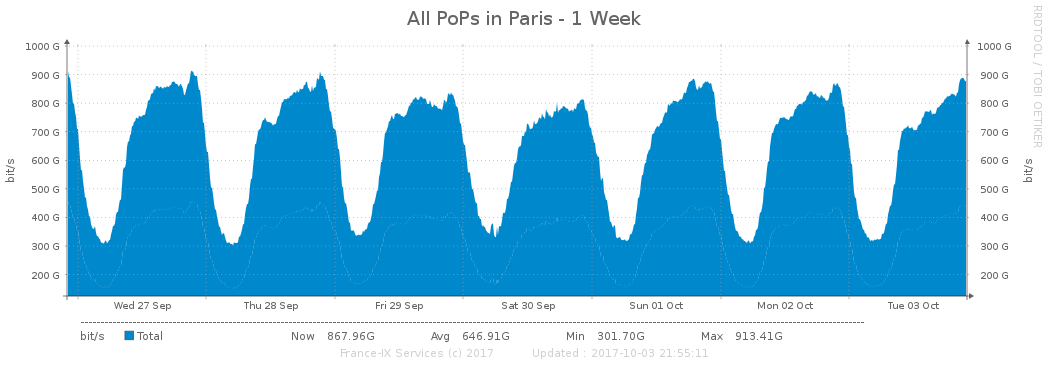 All PoPs in Paris - 1 Week
RRDTOOL / TOBI OETIKER
1000 G 1000 G
900 G 900 G
800 G 800 G
700 G 700 G
600 G 600 G
500 G 500 G
400 G 400 G
300 G 300 G
200 G 200 G
bit/s bit/s
Wed 27 Sep Thu 28 Sep Fri 29 Sep Sat 30 Sep Sun 01 Oct Mon 02 Oct Tue 03 Oct
bit/s Total Now 867.96G Avg 646.91G Min 301.70G Max 913.41G
France-IX Services (c) 2017 Updated : 2017-10-03 21:55:11